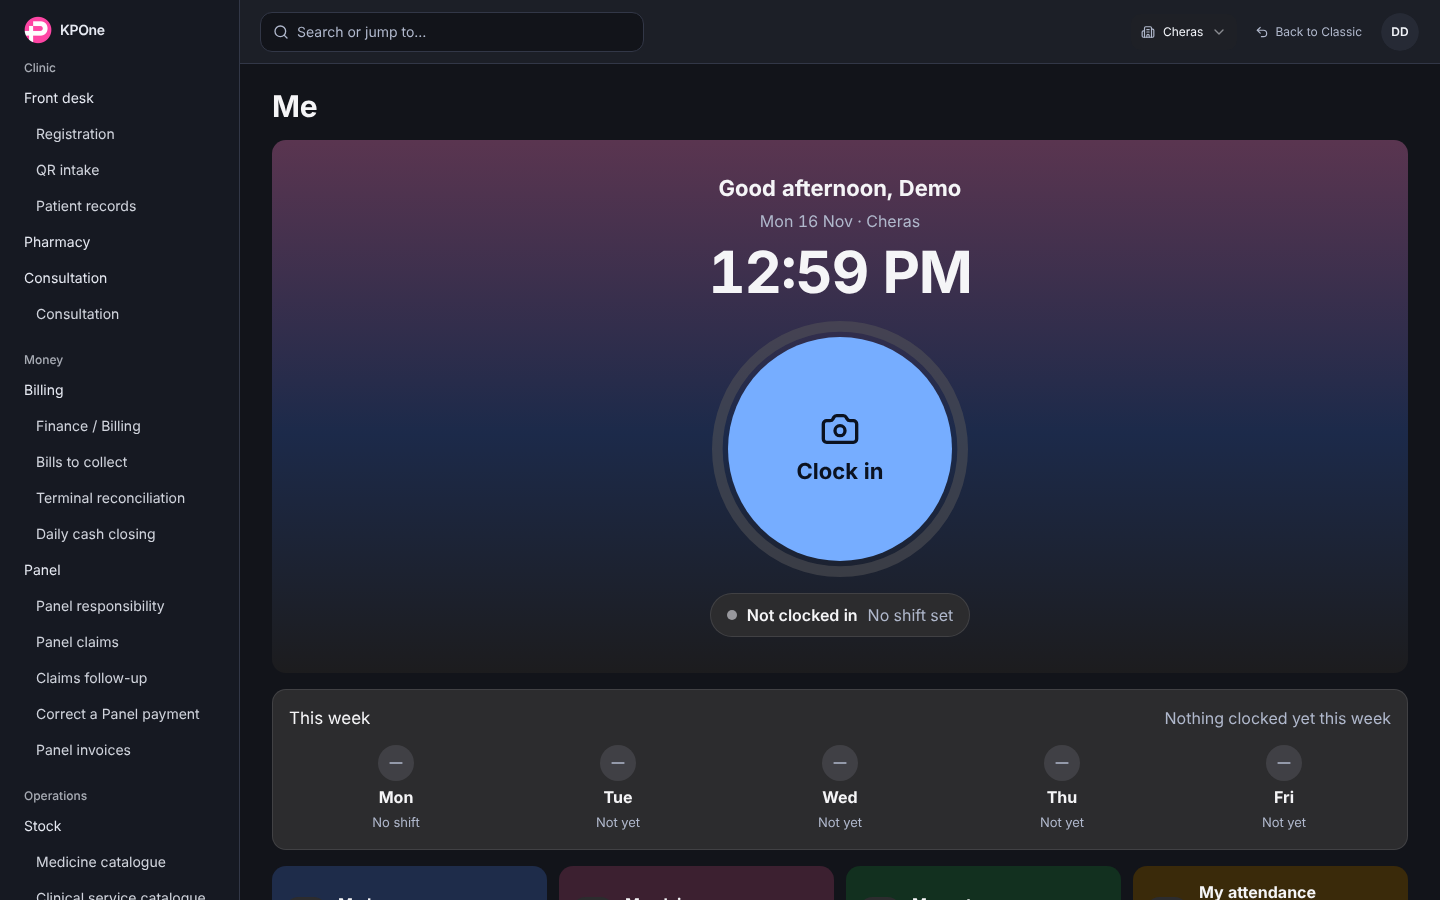 KPOne
Search or jump to...
Cheras
Back to Classic
DD
Clinic
Front desk
Registration
QR intake
Patient records
Pharmacy
Consultation
Consultation
Money
Billing
Finance / Billing
Bills to collect
Terminal reconciliation
Daily cash closing
Panel
Panel responsibility
Panel claims
Claims follow-up
Correct a Panel payment
Panel invoices
Operations
Stock
Medicine catalogue
Clinical service catalogue
Me
Good afternoon, Demo
Mon 16 Nov · Cheras
12:59 PM
Clock in
Not clocked in No shift set
This week
Nothing clocked yet this week
Mon
No shift
Tue
Not yet
Wed
Not yet
Thu
Not yet
Fri
Not yet
My attendance